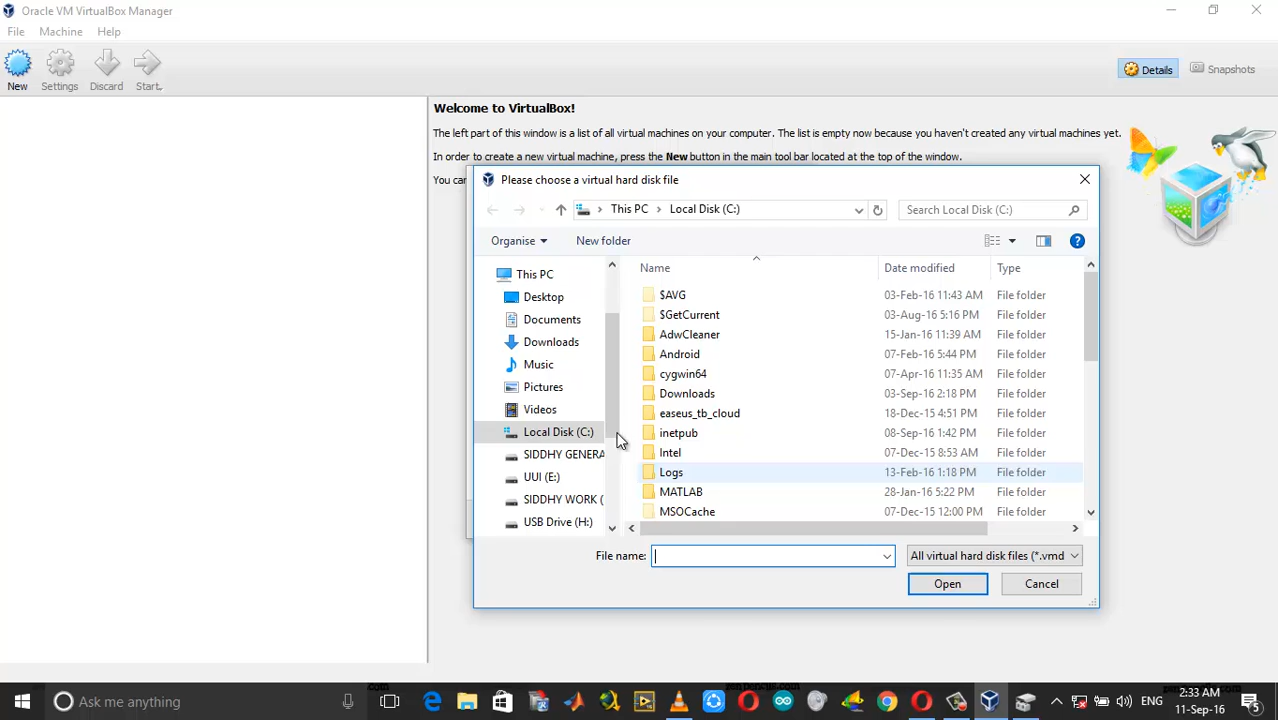 Oracle VM VirtualBox Manager
File Machine Help
New Settings Discard Start
Details Snapshots
Welcome to VirtualBox!
The left part of this window is a list of all virtual machines on your computer. The list is empty now because you haven't created any virtual machines yet.
In order to create a new virtual machine, press the New button in the main tool bar located at the top of the window.
You can
Please choose a virtual hard disk file
This PC Local Disk (C:)
Search Local Disk (C:)
Organise New folder
This PC
Desktop
Documents
Downloads
Music
Pictures
Videos
Local Disk (C:)
SIDDHY GENERA
UUI (E:)
SIDDHY WORK (
USB Drive (H:)
Name Date modified Type
$AVG 03-Feb-16 11:43 AM File folder
$GetCurrent 03-Aug-16 5:16 PM File folder
AdwCleaner 15-Jan-16 11:39 AM File folder
Android 07-Feb-16 5:44 PM File folder
cygwin64 07-Apr-16 11:35 AM File folder
Downloads 03-Sep-16 2:18 PM File folder
easeus_tb_cloud 18-Dec-15 4:51 PM File folder
inetpub 08-Sep-16 1:42 PM File folder
Intel 07-Dec-15 8:53 AM File folder
Logs 13-Feb-16 1:18 PM File folder
MATLAB 28-Jan-16 5:22 PM File folder
MSOCache 07-Dec-15 12:00 PM File folder
File name: All virtual hard disk files (*.vmd
Open Cancel
Ask me anything
ENG
2:33 AM
11-Sep-16
5